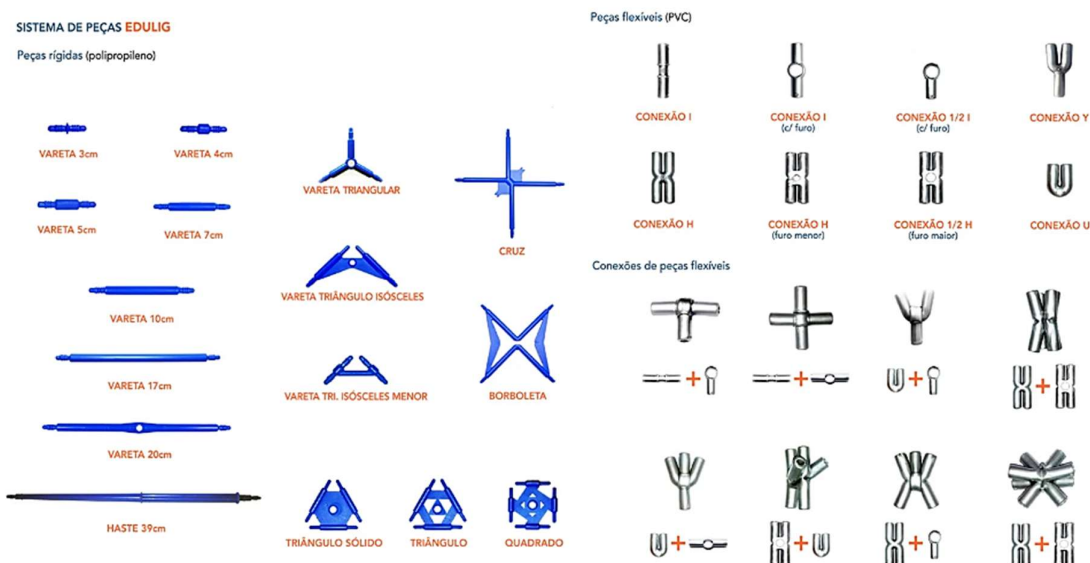 SISTEMA DE PEÇAS EDULIG
Peças rígidas (polipropileno)
VARETA 3cm
VARETA 4cm
VARETA 5cm
VARETA 7cm
VARETA 10cm
VARETA 17cm
VARETA 20cm
HASTE 39cm
VARETA TRIANGULAR
CRUZ
VARETA TRIÂNGULO ISÓSCELES
VARETA TRI. ISÓSCELES MENOR
BORBOLETA
TRIÂNGULO SÓLIDO
TRIÂNGULO
QUADRADO
Peças flexíveis (PVC)
CONEXÃO I
CONEXÃO I
(c/ furo)
CONEXÃO 1/2 I
(c/ furo)
CONEXÃO Y
CONEXÃO H
CONEXÃO H
(furo menor)
CONEXÃO 1/2 H
(furo maior)
CONEXÃO U
Conexões de peças flexíveis
+
+
+
+
+
+
+
+